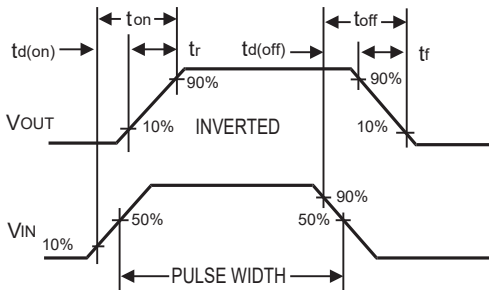 ton toff
td(on) tr td(off) tf
90% 90%
VOUT 10% INVERTED 10%
90%
VIN 50% 50%
10%
PULSE WIDTH